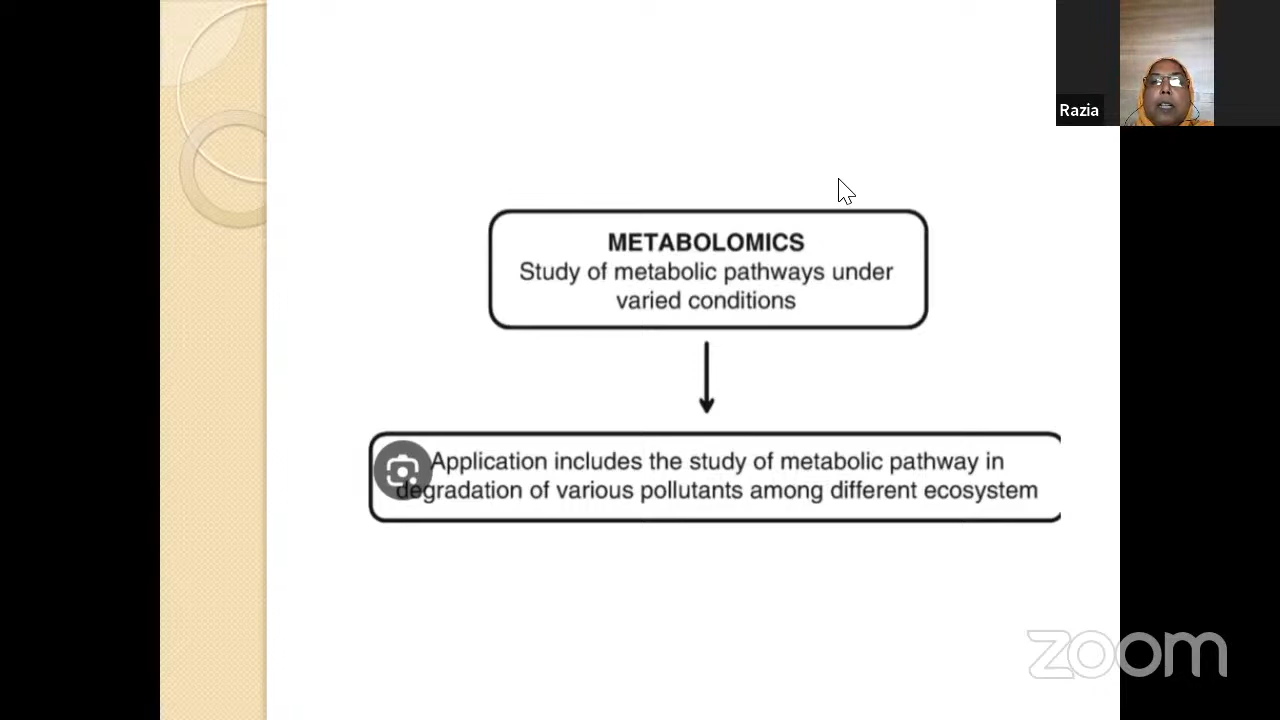 Razia
METABOLOMICS
Study of metabolic pathways under
varied conditions
Application includes the study of metabolic pathway in
degradation of various pollutants among different ecosystem
zoom